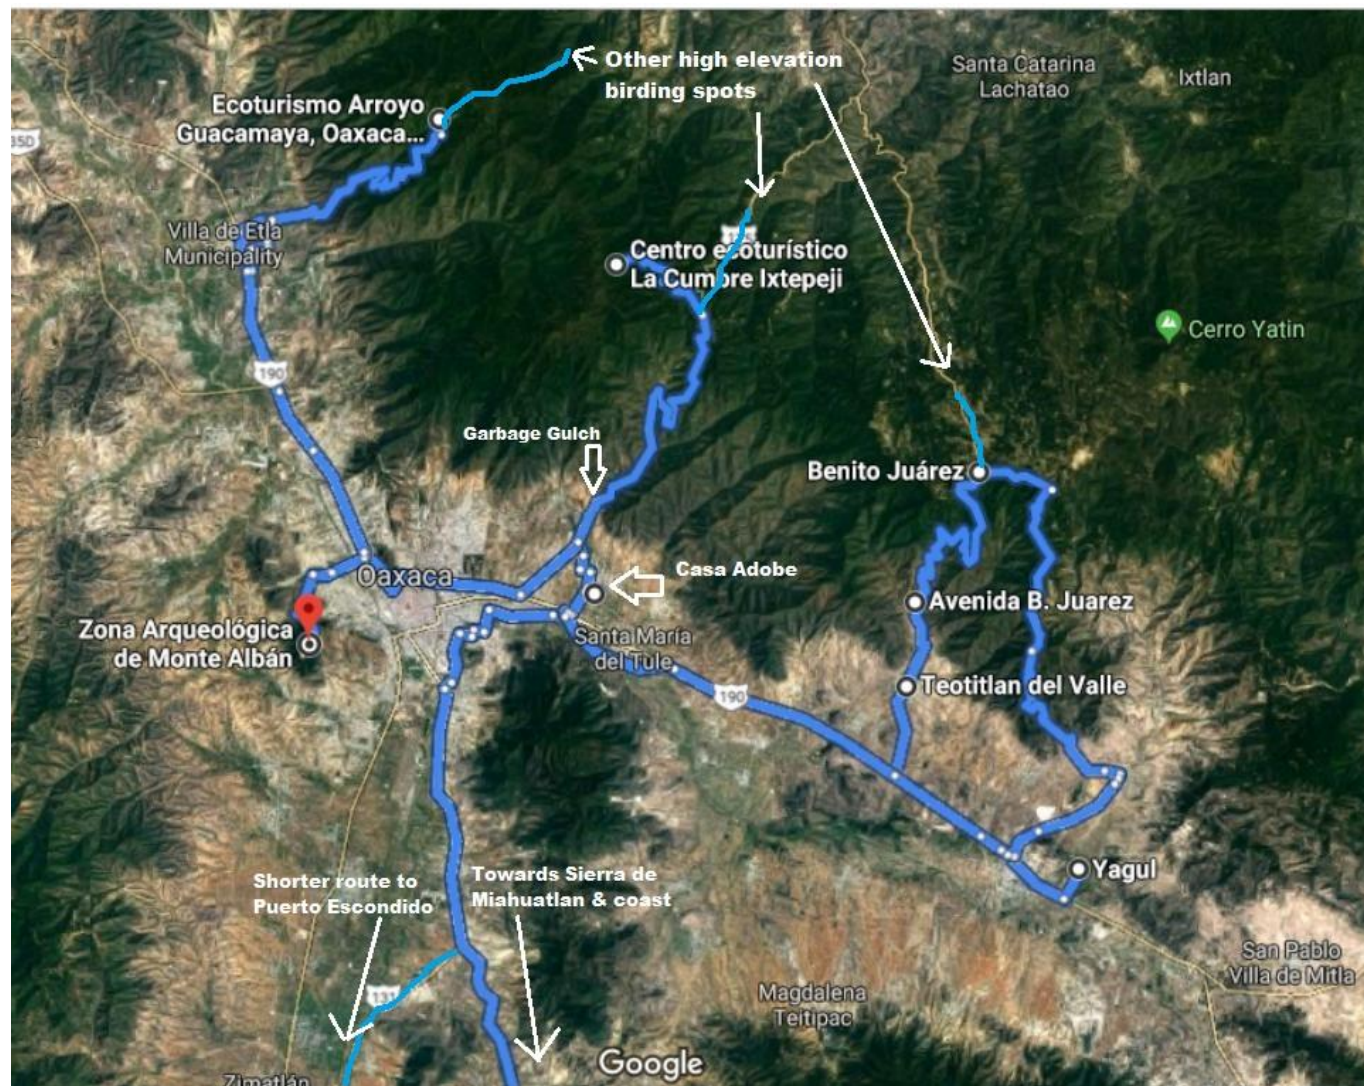 Other high elevation
birding spots
Santa Catarina
Lachatao
Ixtlan
Ecoturismo Arroyo
Guacamaya, Oaxaca...
35D
Villa de Etla
Municipality
Centro ecoturístico
La Cumbre Ixtepeji
Cerro Yatin
190
Garbage Gulch
Benito Juárez
Oaxaca
Casa Adobe
Avenida B. Juarez
Zona Arqueológica
de Monte Albán
Santa María
del Tule
Teotitlan del Valle
190
Shorter route to
Puerto Escondido
Towards Sierra de
Miahuatlan & coast
Yagul
San Pablo
Villa de Mitla
131
Magdalena
Teitipac
Google
Zimatlán